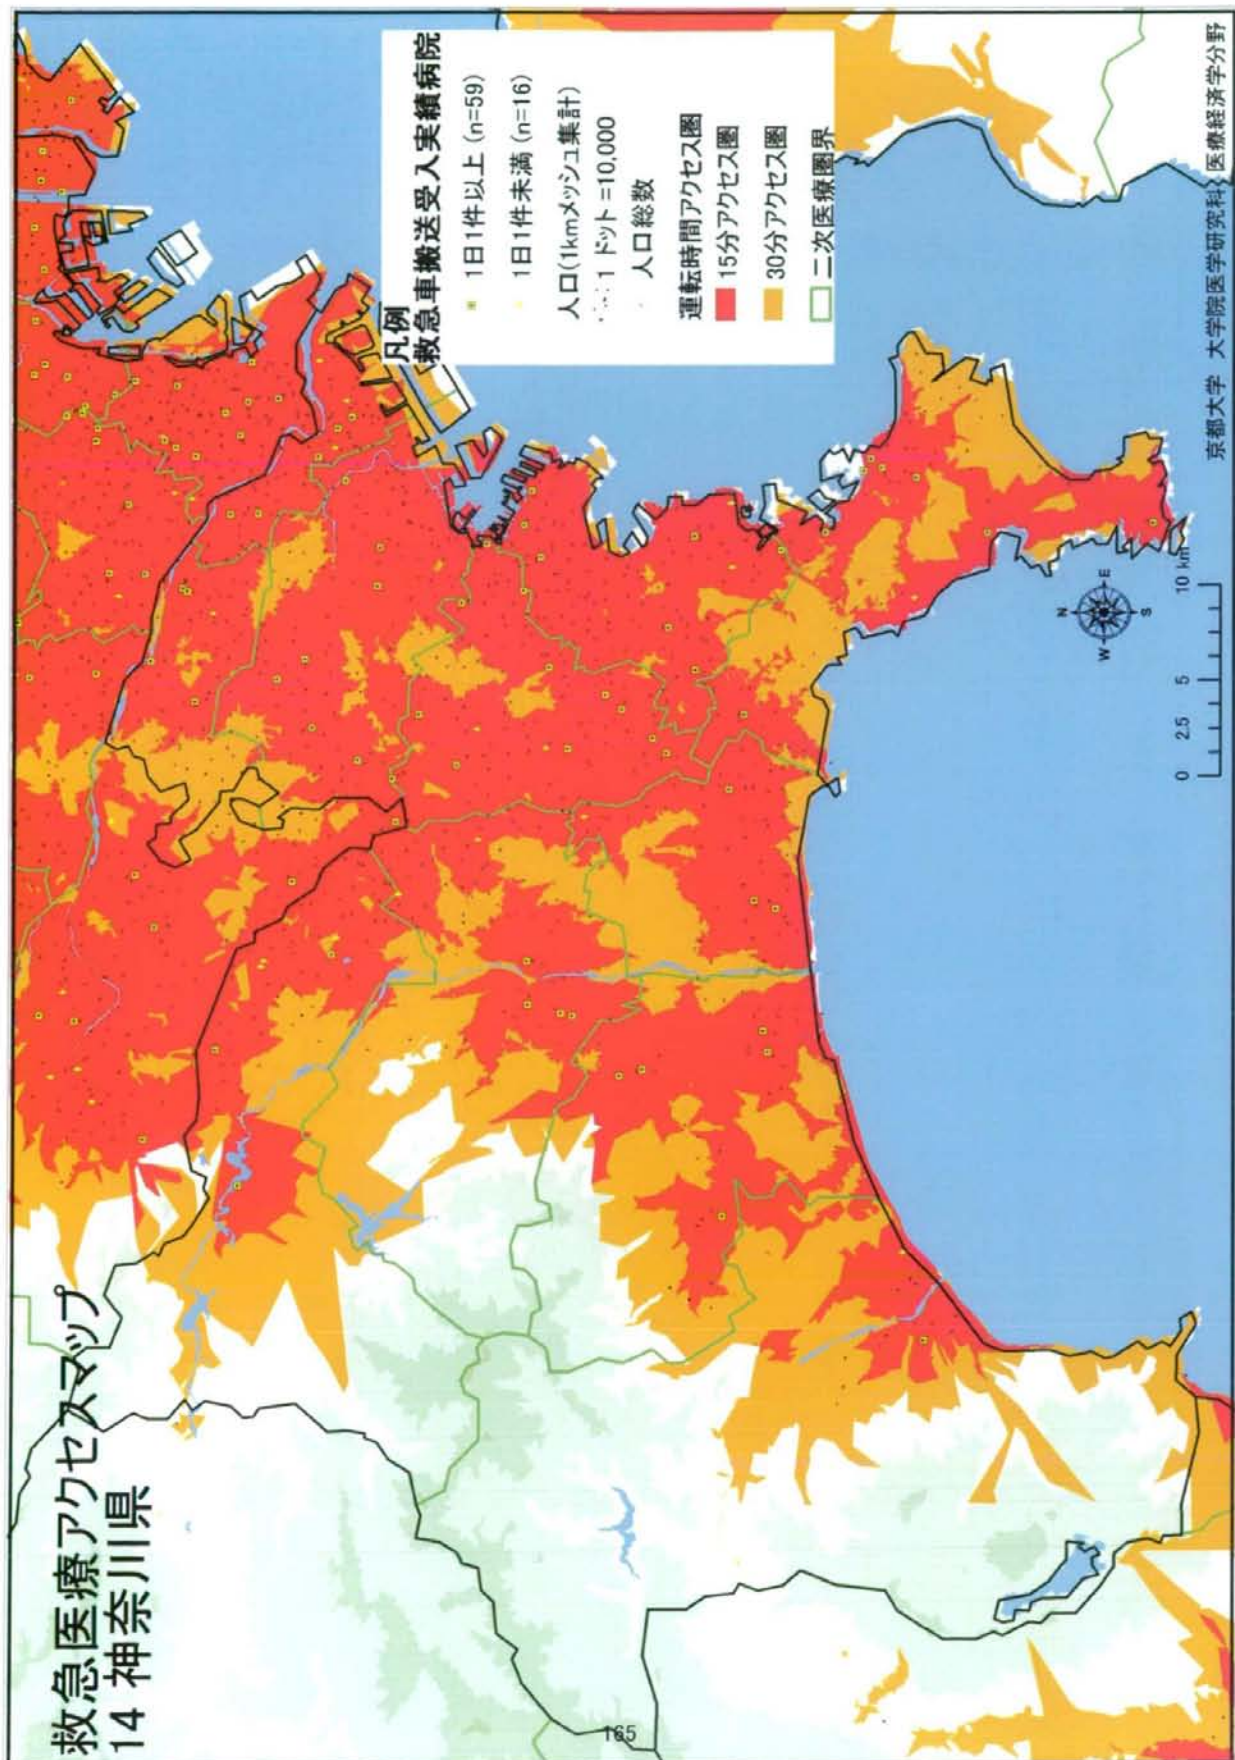 救急医療アクセスマップ
14 神奈川県
凡例
救急車搬送受入実績病院
1日1件以上 (n=59)
1日1件未満 (n=16)
人口(1kmメッシュ集計)
1 ドット =10,000
人口総数
運転時間アクセス圏
15分アクセス圏
30分アクセス圏
二次医療圏界
N
W
E
S
0 2.5 5 10 km
京都大学 大学院医学研究科 医療経済学分野
165